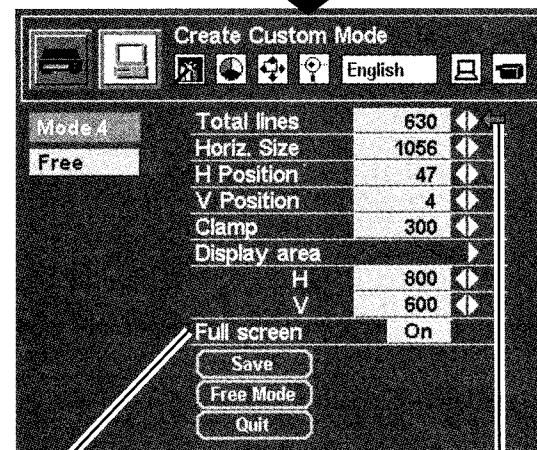 Create Custom Mode
English
Mode 4
Free
Total lines 630
Horiz. Size 1056
H Position 47
V Position 4
Clamp 300
Display area
H 800
V 600
Full screen On
Save
Free Mode
Quit